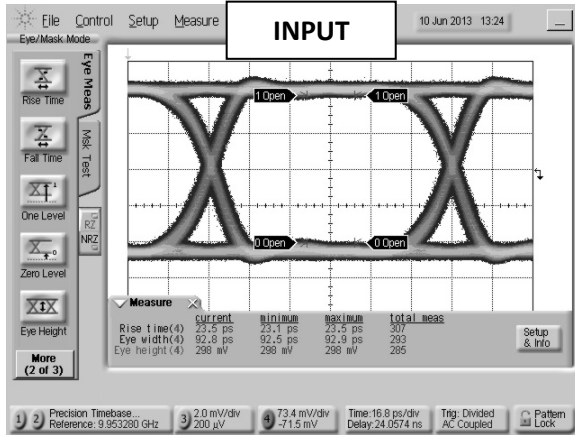 File Control Setup Measure
INPUT
10 Jun 2013 13:24
Eye/Mask Mode
Eye Meas
Msk Test
RZ
NRZ
Rise Time
Fall Time
One Level
Zero Level
Eye Height
More
(2 of 3)
1 Open 1 Open
0 Open 0 Open
Measure
current minimum maximum total meas
Rise time(4) 23.5 ps 23.1 ps 23.5 ps 307
Eye width(4) 92.8 ps 92.5 ps 92.9 ps 293
Eye height(4) 298 mV 298 mV 298 mV 285
Setup
& Info
1 2 Precision Timebase...
Reference: 9.953280 GHz
3 2.0 mV/div
200 µV
4 73.4 mV/div
-71.5 mV
Time:16.8 ps/div
Delay:24.0574 ns
Trig: Divided
AC Coupled
Pattern
Lock